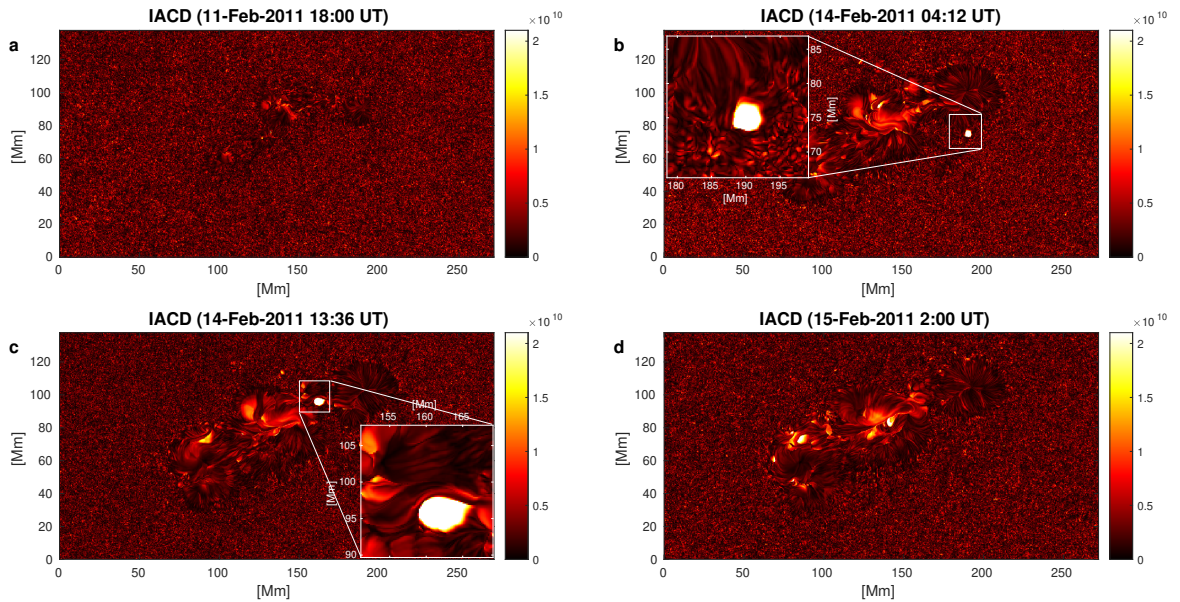 IACD (11-Feb-2011 18:00 UT)
a
× 10 10
120
100
80
60
40
20
0
[Mm]
0 50 100 150 200 250
[Mm]
2
1.5
1
0.5
0
IACD (14-Feb-2011 04:12 UT)
b
× 10 10
120
100
80
60
40
20
0
[Mm]
0 50 100 150 200 250
[Mm]
85
80
75
70
[Mm]
180 185 190 195
[Mm]
2
1.5
1
0.5
0
IACD (14-Feb-2011 13:36 UT)
c
× 10 10
120
100
80
60
40
20
0
[Mm]
0 50 100 150 200 250
[Mm]
[Mm]
155 160 165
105
100
95
90
[Mm]
2
1.5
1
0.5
0
IACD (15-Feb-2011 2:00 UT)
d
× 10 10
120
100
80
60
40
20
0
[Mm]
0 50 100 150 200 250
[Mm]
2
1.5
1
0.5
0